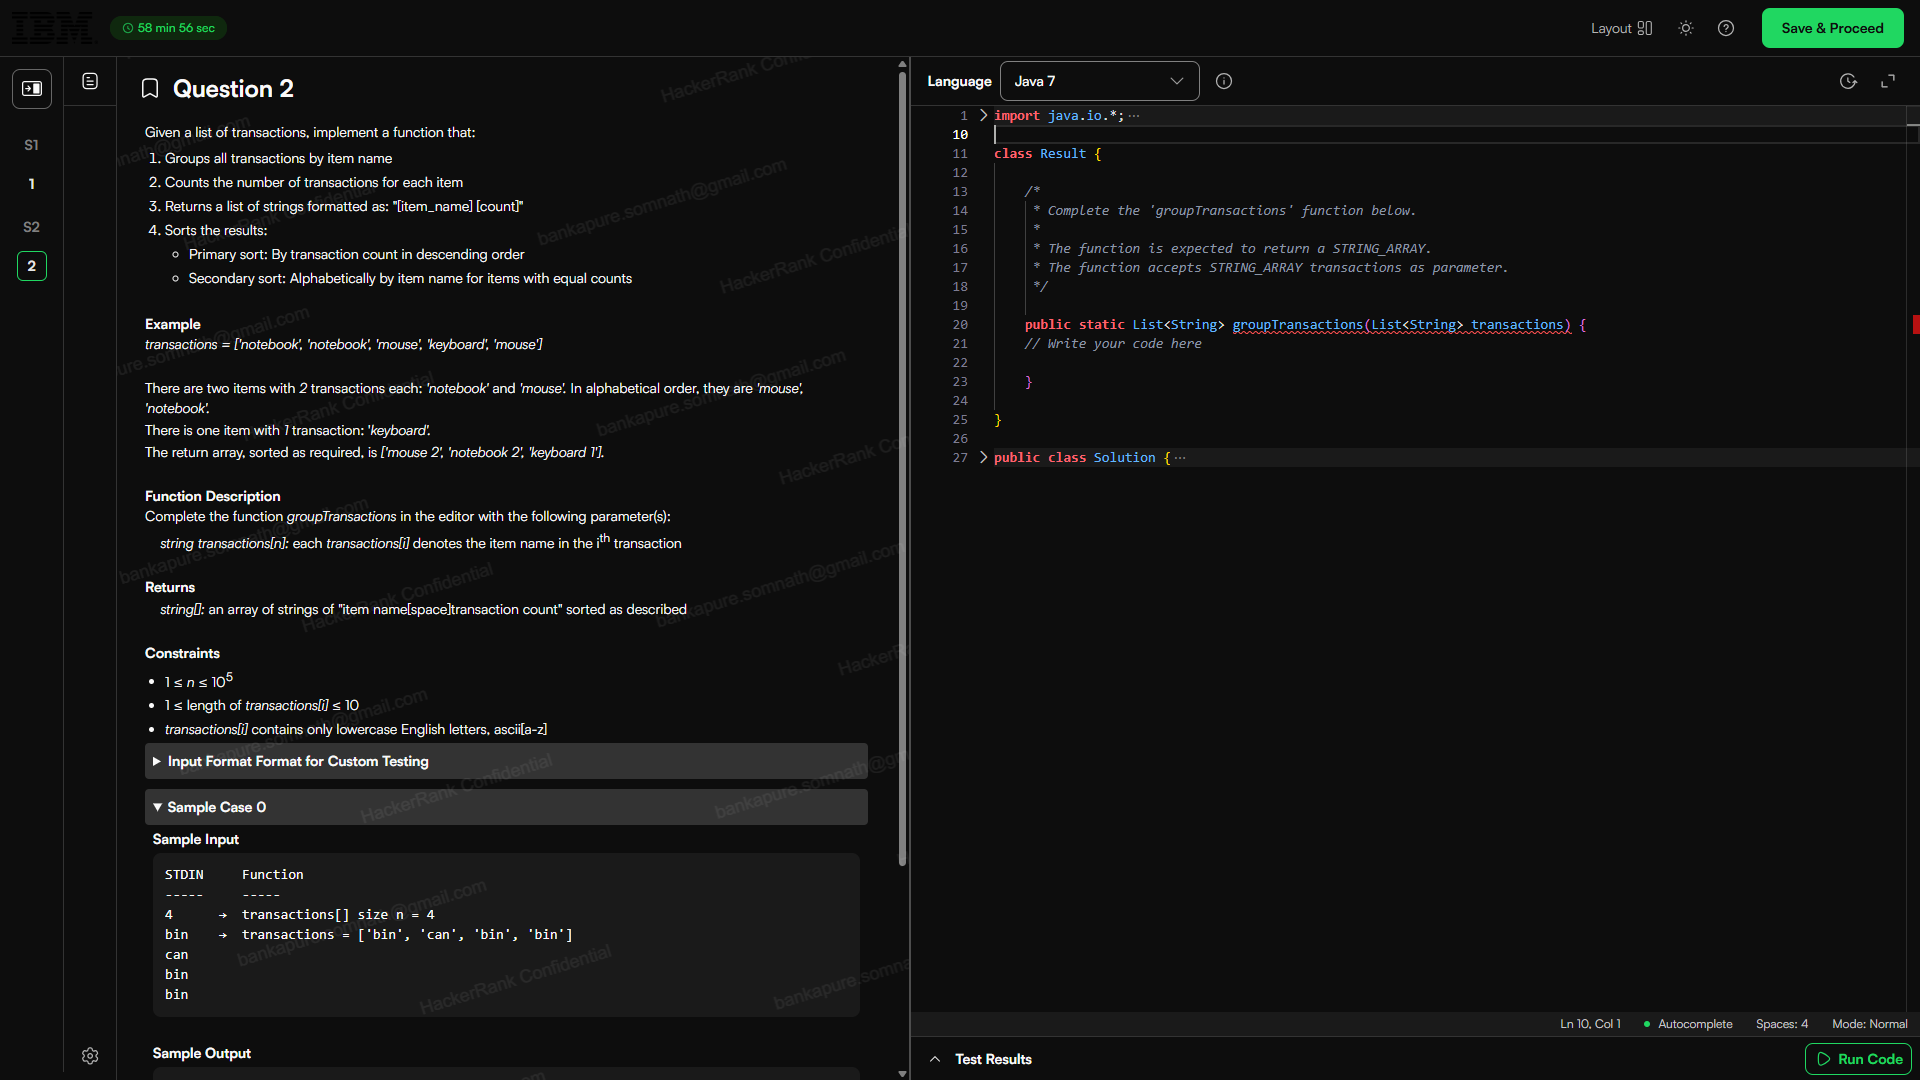 IBM
58 min 56 sec
Layout
Save & Proceed
S1
1
S2
2
Question 2
Given a list of transactions, implement a function that:
1. Groups all transactions by item name
2. Counts the number of transactions for each item
3. Returns a list of strings formatted as: "[item_name] [count]"
4. Sorts the results:
Primary sort: By transaction count in descending order
Secondary sort: Alphabetically by item name for items with equal counts
Example
transactions = ['notebook', 'notebook', 'mouse', 'keyboard', 'mouse']
There are two items with 2 transactions each: 'notebook' and 'mouse'. In alphabetical order, they are 'mouse',
'notebook'.
There is one item with 1 transaction: 'keyboard'.
The return array, sorted as required, is ['mouse 2', 'notebook 2', 'keyboard 1'].
Function Description
Complete the function groupTransactions in the editor with the following parameter(s):
string transactions[n]: each transactions[i] denotes the item name in the ith transaction
Returns
string[]: an array of strings of "item name[space]transaction count" sorted as described
Constraints
1 ≤ n ≤ 10^5
1 ≤ length of transactions[i] ≤ 10
transactions[i] contains only lowercase English letters, ascii[a-z]
Input Format Format for Custom Testing
Sample Case 0
Sample Input
STDIN Function
----- -----
4 → transactions[] size n = 4
bin → transactions = ['bin', 'can', 'bin', 'bin']
can
bin
bin
Sample Output
HackerRank Confidential
bankapure.somnath@gmail.com
Language
Java 7
1 import java.io.*; ···
10
11 class Result {
12
13 /*
14 * Complete the 'groupTransactions' function below.
15 *
16 * The function is expected to return a STRING_ARRAY.
17 * The function accepts STRING_ARRAY transactions as parameter.
18 */
19
20 public static List<String> groupTransactions(List<String> transactions) {
21 // Write your code here
22
23 }
24
25 }
26
27 public class Solution { ···
Ln 10, Col 1
Autocomplete
Spaces: 4
Mode: Normal
Test Results
Run Code